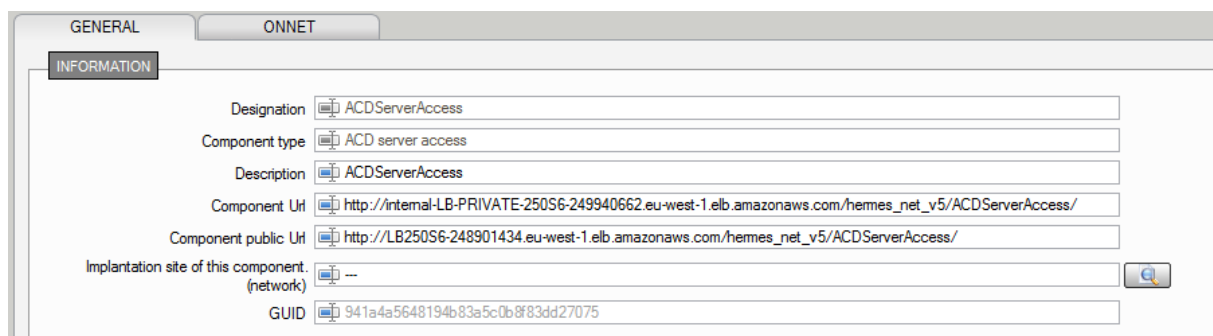 GENERAL
ONNET
INFORMATION
Designation
ACDServerAccess
Component type
ACD server access
Description
ACDServerAccess
Component Url
http://internal-LB-PRIVATE-250S6-249940662.eu-west-1.elb.amazonaws.com/hermes_net_v5/ACDServerAccess/
Component public Url
http://LB250S6-248901434.eu-west-1.elb.amazonaws.com/hermes_net_v5/ACDServerAccess/
Implantation site of this component.
(network)
---
GUID
941a4a5648194b83a5c0b8f83dd27075